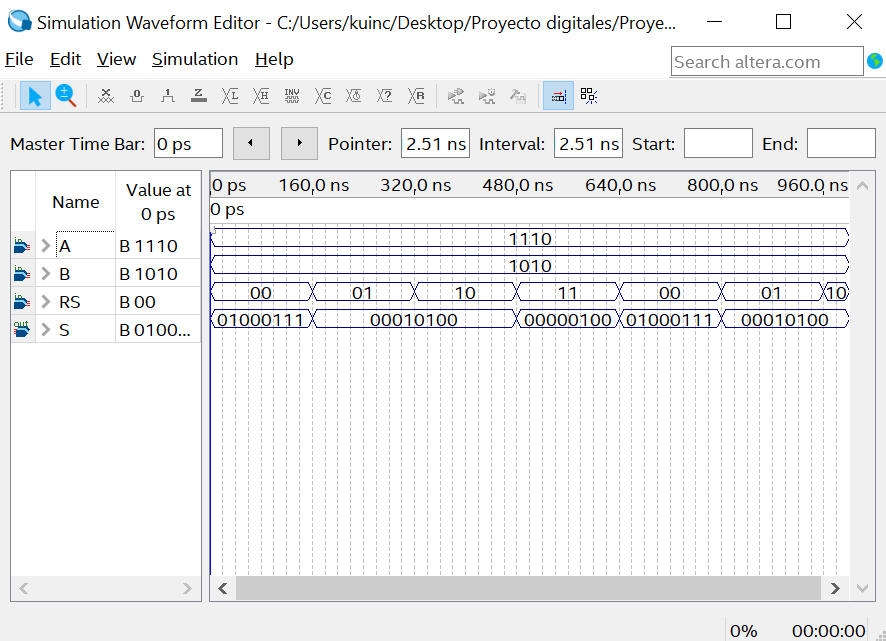 Simulation Waveform Editor - C:/Users/kuinc/Desktop/Proyecto digitales/Proye...
File Edit View Simulation Help
Search altera.com
Master Time Bar: 0 ps Pointer: 2.51 ns Interval: 2.51 ns Start: End:
Name Value at 0 ps
0 ps 160,0 ns 320,0 ns 480,0 ns 640,0 ns 800,0 ns 960.0 ns
0 ps
A B 1110 1110
B B 1010 1010
RS B 00 00 01 10 11 00 01 10
S B 0100... 01000111 00010100 00000100 01000111 00010100
0% 00:00:00